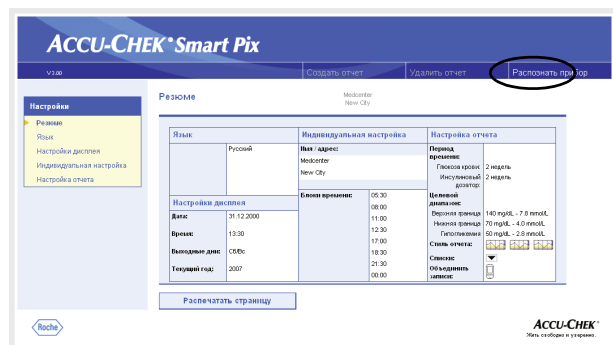 ACCU-CHEK® Smart Pix
V3.00
Создать отчет
Удалить отчет
Распознать прибор
Настройки
Резюме
Язык
Настройки дисплея
Индивидуальная настройка
Настройка отчета
Резюме
Medcenter
New City
Язык
Русский
Настройки дисплея
Дата: 31.12.2000
Время: 13:30
Выходные дни: Сб/Вс
Текущий год: 2007
Индивидуальная настройка
Имя / адрес:
Medcenter
New City
Блоки времени: 05:30
08:00
11:00
12:30
17:00
18:30
21:30
00:00
Настройка отчета
Период
времени:
Глюкоза крови: 2 недель
Инсулиновый 2 недель
дозатор:
Целевой
диапазон:
Верхняя граница 140 mg/dL - 7.8 mmol/L
Нижняя граница 70 mg/dL - 4.0 mmol/L
Гипогликемия 50 mg/dL - 2.8 mmol/L
Стиль отчета:
Списки:
Объединить
записи:
Распечатать страницу
Roche
ACCU-CHEK®
Жить свободно и уверенно.